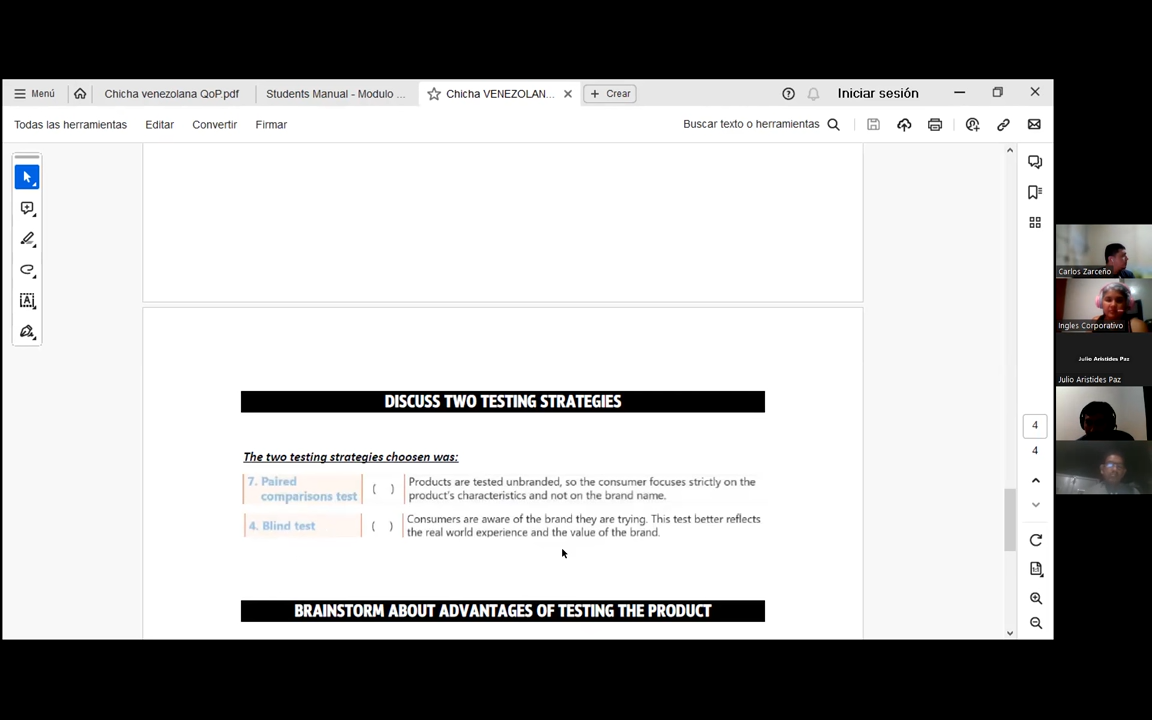 Menú
Chicha venezolana QoP.pdf
Students Manual - Modulo ...
Chicha VENEZOLAN...
Crear
Iniciar sesión
Todas las herramientas
Editar
Convertir
Firmar
Buscar texto o herramientas
DISCUSS TWO TESTING STRATEGIES
The two testing strategies choosen was:
7. Paired
comparisons test
( )
Products are tested unbranded, so the consumer focuses strictly on the
product's characteristics and not on the brand name.
4. Blind test
( )
Consumers are aware of the brand they are trying. This test better reflects
the real world experience and the value of the brand.
BRAINSTORM ABOUT ADVANTAGES OF TESTING THE PRODUCT
4
4
Carlos Zarceño
Ingles Corporativo
Julio Aristides Paz
Julio Aristides Paz